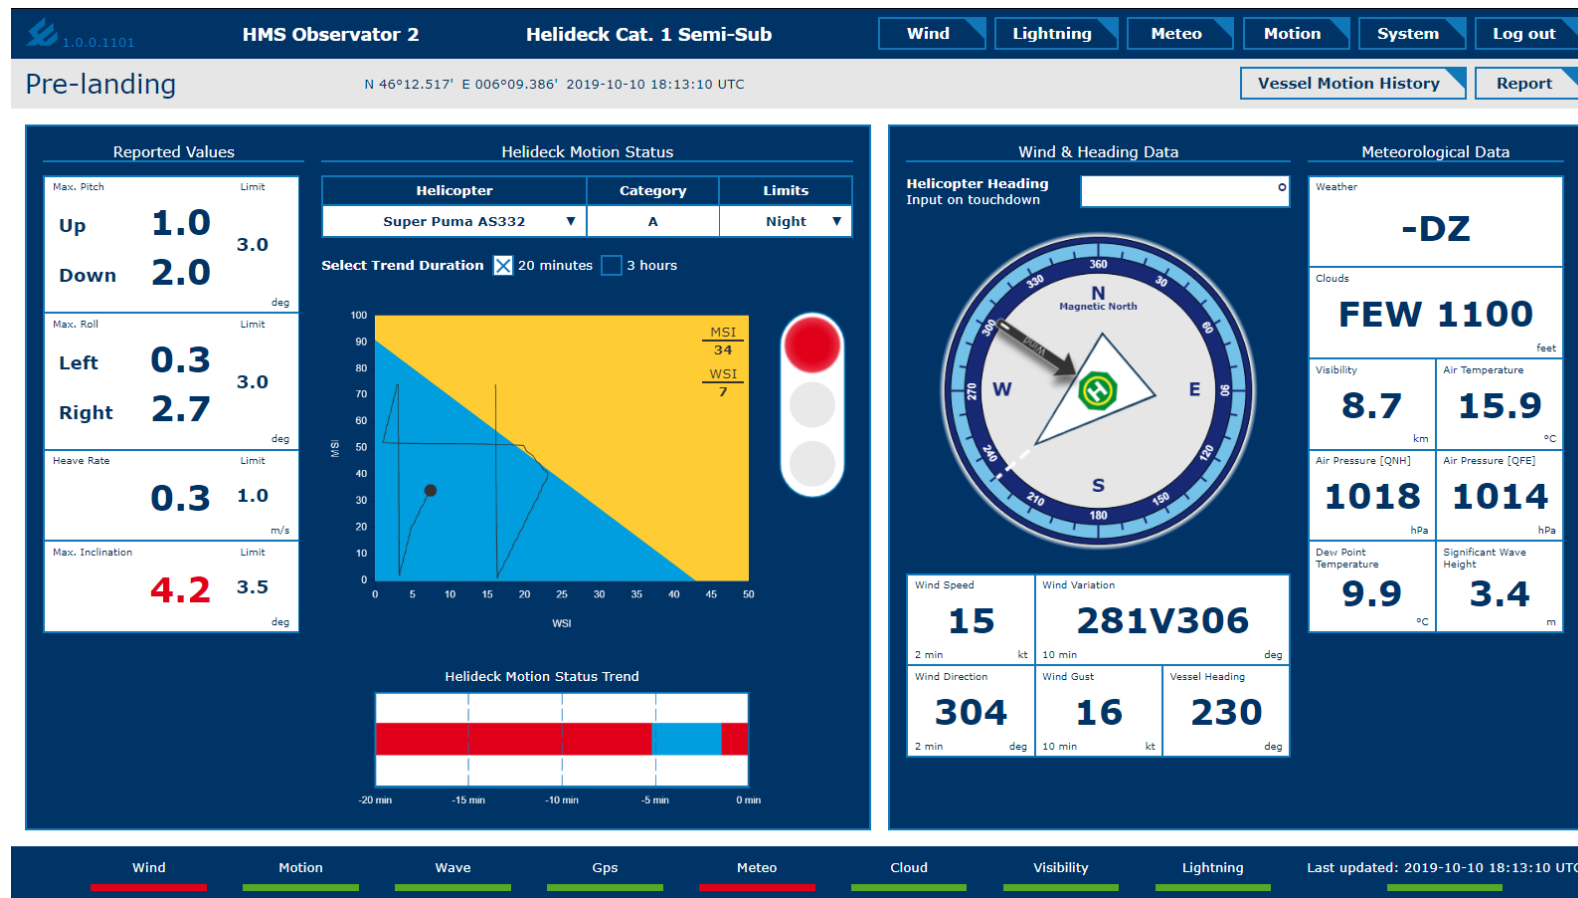 1.0.0.1101
HMS Observator 2
Helideck Cat. 1 Semi-Sub
Wind
Lightning
Meteo
Motion
System
Log out
Pre-landing
N 46°12.517' E 006°09.386' 2019-10-10 18:13:10 UTC
Vessel Motion History
Report
Reported Values
Max. Pitch
Limit
Up
1.0
3.0
Down
2.0
deg
Max. Roll
Limit
Left
0.3
3.0
Right
2.7
deg
Heave Rate
Limit
0.3
1.0
m/s
Max. Inclination
Limit
4.2
3.5
deg
Helideck Motion Status
Helicopter
Category
Limits
Super Puma AS332 ▼
A
Night ▼
Select Trend Duration
20 minutes
3 hours
MSI
34
WSI
7
100
90
80
70
60
50
40
30
20
10
0
MSI
0 5 10 15 20 25 30 35 40 45 50
WSI
Helideck Motion Status Trend
-20 min -15 min -10 min -5 min 0 min
Wind & Heading Data
Helicopter Heading
Input on touchdown
°
360
30
60
90
120
150
180
210
240
270
300
330
N
Magnetic North
W
E
S
Wind
H
Wind Speed
15
2 min kt
Wind Variation
281V306
10 min deg
Wind Direction
304
2 min deg
Wind Gust
16
10 min kt
Vessel Heading
230
deg
Meteorological Data
Weather
-DZ
Clouds
FEW 1100
feet
Visibility
8.7
km
Air Temperature
15.9
°C
Air Pressure [QNH]
1018
hPa
Air Pressure [QFE]
1014
hPa
Dew Point
Temperature
9.9
°C
Significant Wave
Height
3.4
m
Wind
Motion
Wave
Gps
Meteo
Cloud
Visibility
Lightning
Last updated: 2019-10-10 18:13:10 UTC